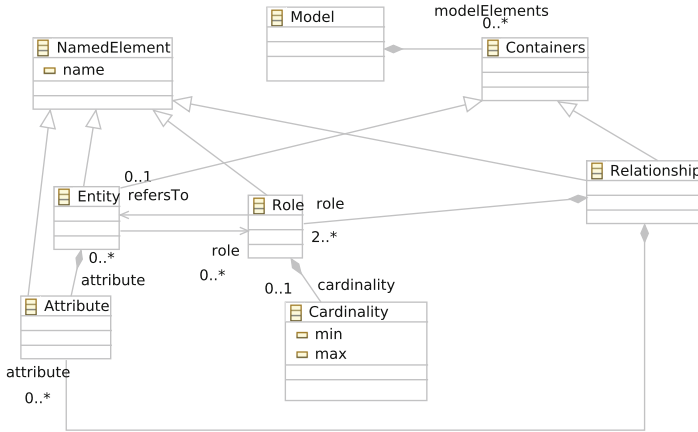 Model
modelElements
0..*
NamedElement
name
Containers
0..1
refersTo
Entity
Role
role
2..*
Relationship
role
0..*
0..*
attribute
0..1
cardinality
Attribute
Cardinality
min
max
attribute
0..*